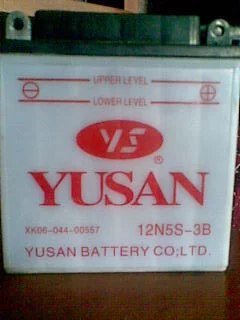 UPPER LEVEL
LOWER LEVEL
YS
®
YUSAN
XK06-044-00557 12N5S-3B
YUSAN BATTERY CO;LTD.